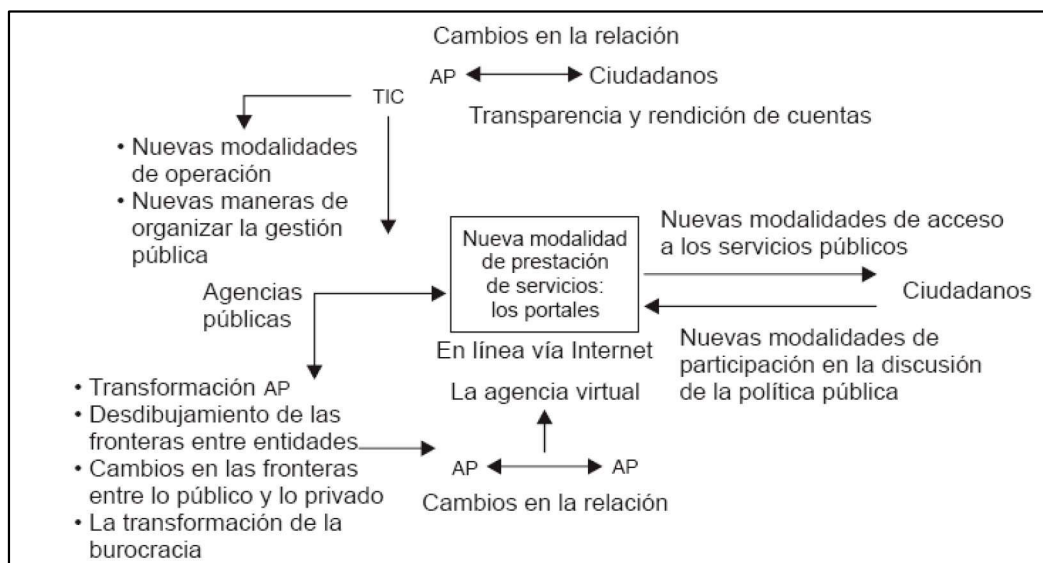 Cambios en la relación
AP
Ciudadanos
Transparencia y rendición de cuentas
TIC
• Nuevas modalidades
de operación
• Nuevas maneras de
organizar la gestión
pública
Agencias
públicas
Nueva modalidad
de prestación
de servicios:
los portales
En línea vía Internet
La agencia virtual
Nuevas modalidades de acceso
a los servicios públicos
Ciudadanos
Nuevas modalidades de
participación en la discusión
de la política pública
• Transformación AP
• Desdibujamiento de las
fronteras entre entidades
• Cambios en las fronteras
entre lo público y lo privado
• La transformación de la
burocracia
AP
AP
Cambios en la relación